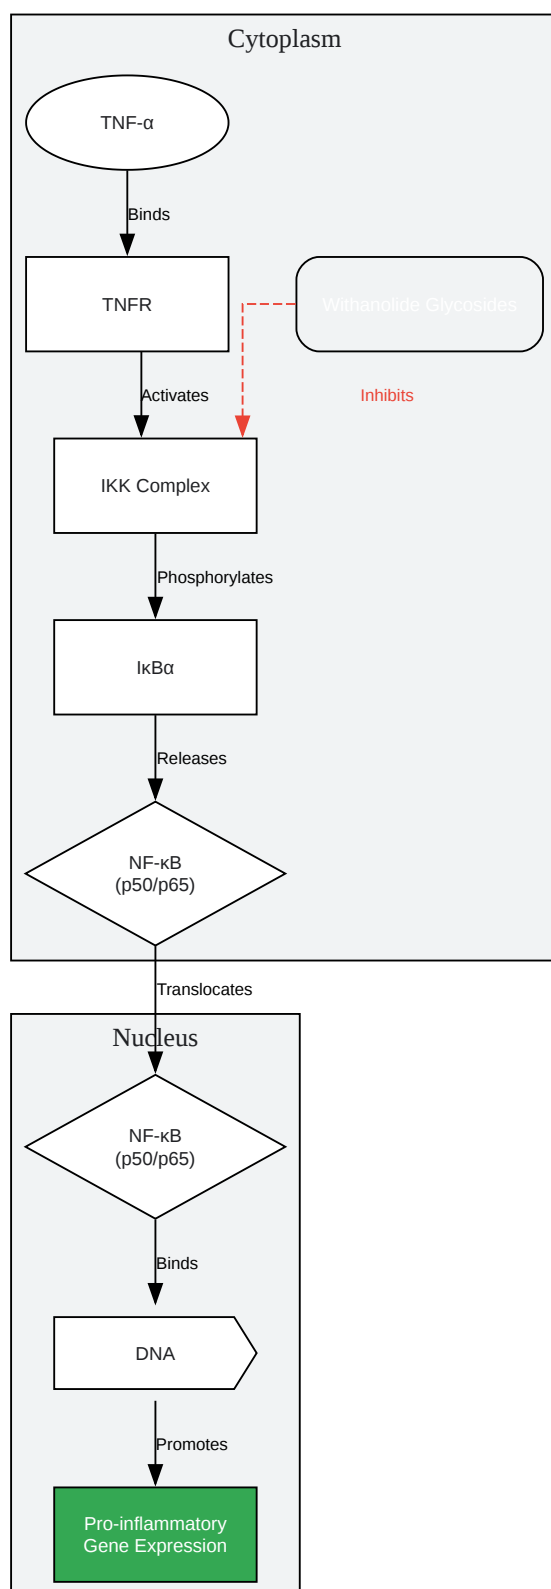 Cytoplasm
TNF-α
Binds
TNFR
Withanolide Glycosides
Activates
Inhibits
IKK Complex
Phosphorylates
IκBα
Releases
NF-κB
(p50/p65)
Translocates
Nucleus
NF-κB
(p50/p65)
Binds
DNA
Promotes
Pro-inflammatory
Gene Expression